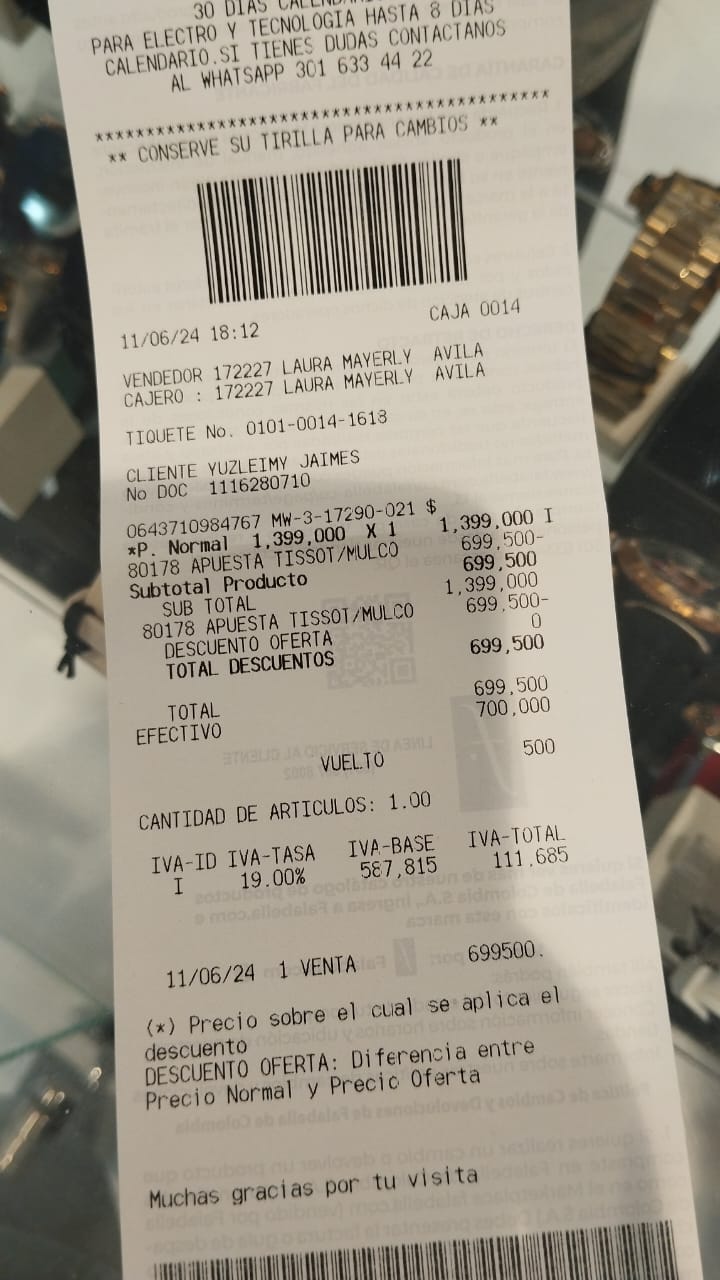 30 DIAS
PARA ELECTRO Y TECNOLOGIA HASTA 8 DIAS
CALENDARIO.SI TIENES DUDAS CONTACTANOS
AL WHATSAPP 301 633 44 22
********************************************
** CONSERVE SU TIRILLA PARA CAMBIOS **
11/06/24 18:12 CAJA 0014
VENDEDOR 172227 LAURA MAYERLY AVILA
CAJERO : 172227 LAURA MAYERLY AVILA
TIQUETE No. 0101-0014-1618
CLIENTE YUZLEIMY JAIMES
No DOC 1116280710
0643710984767 MW-3-17290-021 $
*P. Normal 1,399,000 X 1 1,399,000 I
80178 APUESTA TISSOT/MULCO 699,500-
Subtotal Producto 699,500
SUB TOTAL 1,399,000
80178 APUESTA TISSOT/MULCO 699,500-
DESCUENTO OFERTA 0
TOTAL DESCUENTOS 699,500
TOTAL 699,500
EFECTIVO 700,000
VUELTO 500
CANTIDAD DE ARTICULOS: 1.00
IVA-ID IVA-TASA IVA-BASE IVA-TOTAL
I 19.00% 587,815 111,685
11/06/24 1 VENTA 699500.
(*) Precio sobre el cual se aplica el
descuento
DESCUENTO OFERTA: Diferencia entre
Precio Normal y Precio Oferta
Muchas gracias por tu visita